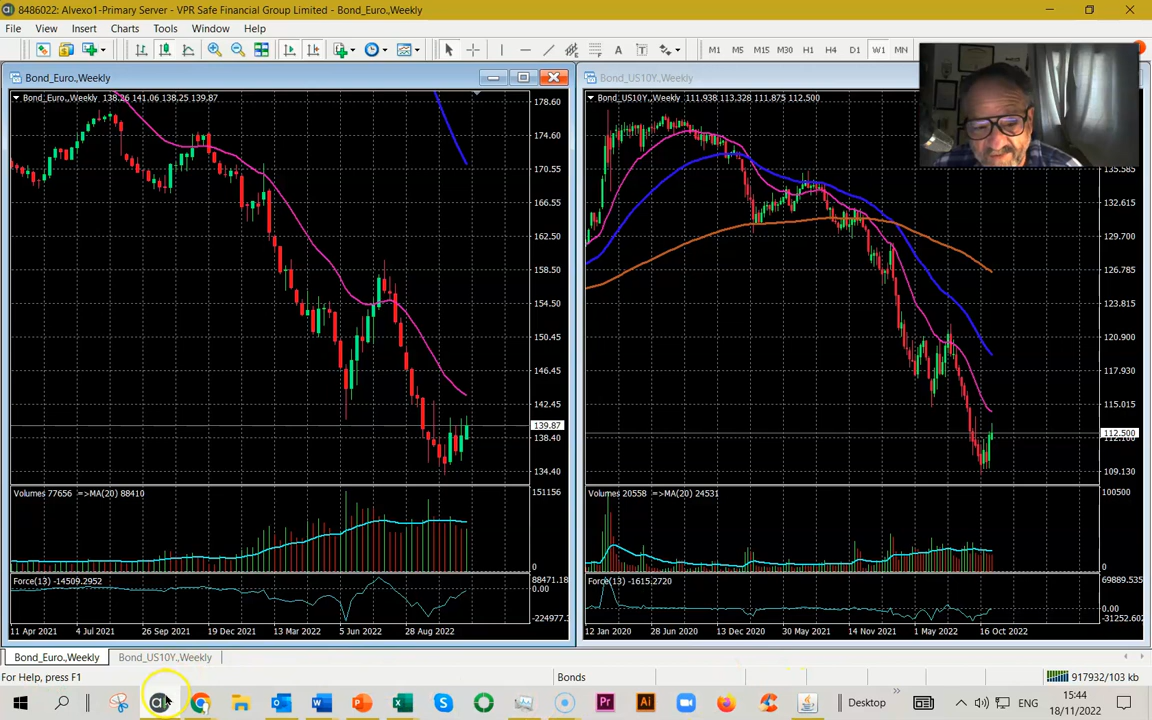 8486022: Alvexo1-Primary Server - VPR Safe Financial Group Limited - Bond_Euro.,Weekly
File View Insert Charts Tools Window Help
M1 M5 M15 M30 H1 H4 D1 W1 MN
Bond_Euro.,Weekly
Bond_Euro.,Weekly 138.26 141.06 138.25 139.87
178.60
174.60
170.55
166.55
162.50
158.50
154.50
150.45
146.45
142.45
139.87
138.40
134.40
Volumes 77656 =>MA(20) 88410
151156
0
Force(13) -14509.2952
88471.18
0.00
-224977.3
11 Apr 2021 4 Jul 2021 26 Sep 2021 19 Dec 2021 13 Mar 2022 5 Jun 2022 28 Aug 2022
Bond_US10Y.,Weekly
Bond_US10Y.,Weekly 111.938 113.328 111.875 112.500
135.585
132.615
129.700
126.785
123.815
120.900
117.930
115.015
112.500
109.130
Volumes 20558 =>MA(20) 24531
100500
0
Force(13) -1615.2720
69889.535
0.00
-31252.602
12 Jan 2020 28 Jun 2020 13 Dec 2020 30 May 2021 14 Nov 2021 1 May 2022 16 Oct 2022
Bond_Euro.,Weekly Bond_US10Y.,Weekly
For Help, press F1 Bonds 917932/103 kb
Desktop ENG 15:44
18/11/2022